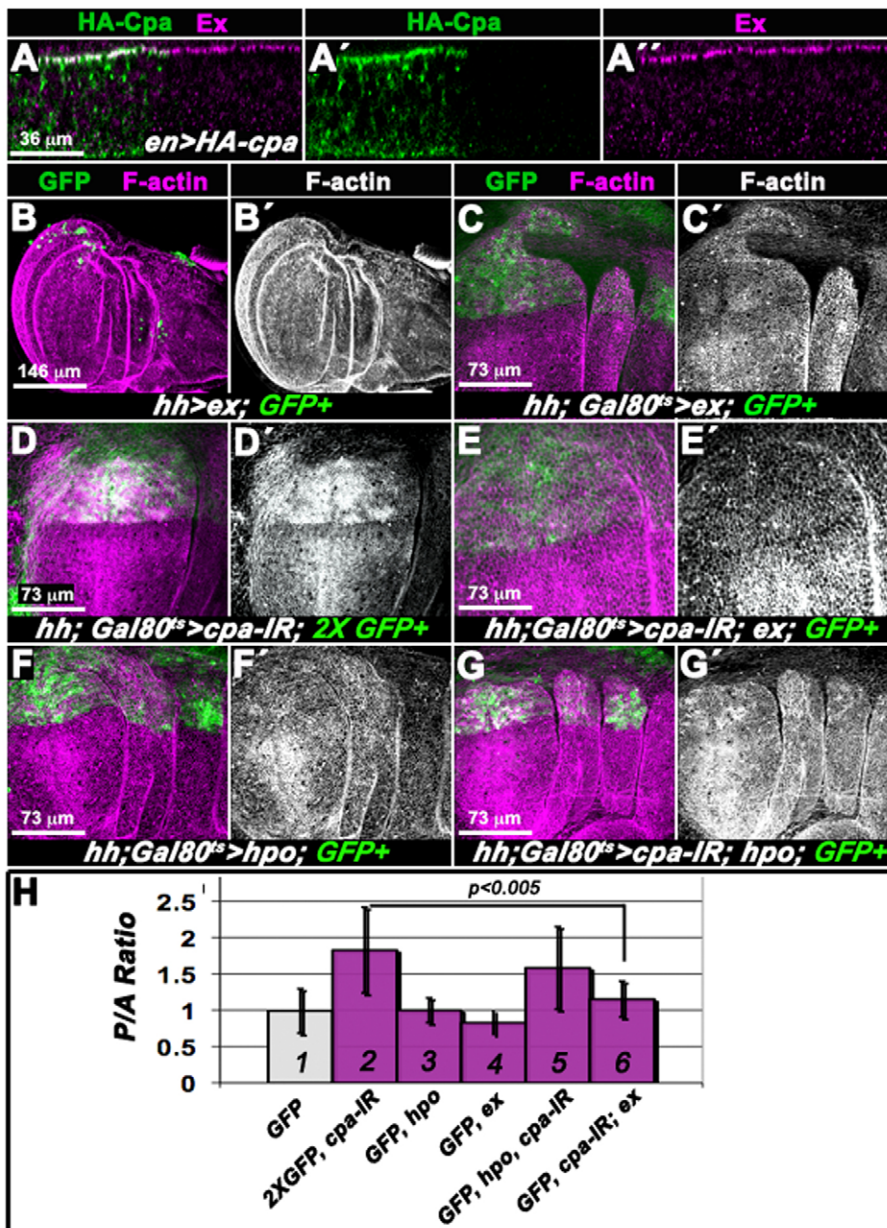 HA-Cpa Ex HA-Cpa Ex
A A´ A´´
36 μm en>HA-cpa
GFP F-actin F-actin GFP F-actin F-actin
B B´ C C´
146 μm 73 μm
hh>ex; GFP+ hh; Gal80ts>ex; GFP+
D D´ E E´
73 μm 73 μm
hh; Gal80ts>cpa-IR; 2X GFP+ hh;Gal80ts>cpa-IR; ex; GFP+
F F´ G G´
73 μm 73 μm
hh;Gal80ts>hpo; GFP+ hh;Gal80ts>cpa-IR; hpo; GFP+
H
p<0.005
P/A Ratio
2.5
2
1.5
1
0.5
0
1 2 3 4 5 6
GFP
2XGFP, cpa-IR
GFP, hpo
GFP, ex
GFP, hpo, cpa-IR
GFP, cpa-IR; ex